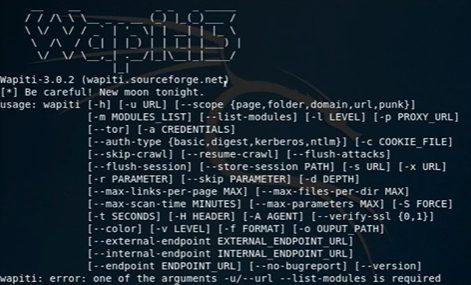 Wapiti3
Wapiti-3.0.2 (wapiti.sourceforge.net)
[*] Be careful! New moon tonight.
usage: wapiti [-h] [-u URL] [--scope {page,folder,domain,url,punk}]
[-m MODULES_LIST] [--list-modules] [-l LEVEL] [-p PROXY_URL]
[--tor] [-a CREDENTIALS]
[--auth-type {basic,digest,kerberos,ntlm}] [-c COOKIE_FILE]
[--skip-crawl] [--resume-crawl] [--flush-attacks]
[--flush-session] [--store-session PATH] [-s URL] [-x URL]
[-r PARAMETER] [--skip PARAMETER] [-d DEPTH]
[--max-links-per-page MAX] [--max-files-per-dir MAX]
[--max-scan-time MINUTES] [--max-parameters MAX] [-S FORCE]
[-t SECONDS] [-H HEADER] [-A AGENT] [--verify-ssl {0,1}]
[--color] [-v LEVEL] [-f FORMAT] [-o OUPUT_PATH]
[--external-endpoint EXTERNAL_ENDPOINT_URL]
[--internal-endpoint INTERNAL_ENDPOINT_URL]
[--endpoint ENDPOINT_URL] [--no-bugreport] [--version]
wapiti: error: one of the arguments -u/--url --list-modules is required